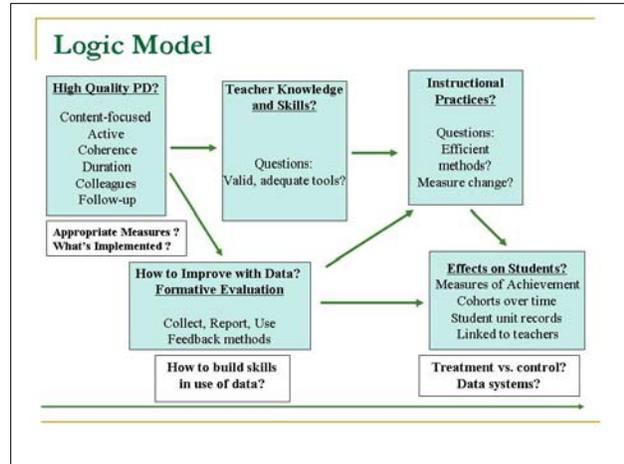 Logic Model
High Quality PD?
Content-focused
Active
Coherence
Duration
Colleagues
Follow-up
Appropriate Measures ?
What's Implemented ?
Teacher Knowledge
and Skills?
Questions:
Valid, adequate tools?
Instructional
Practices?
Questions:
Efficient
methods?
Measure change?
How to Improve with Data?
Formative Evaluation
Collect, Report, Use
Feedback methods
How to build skills
in use of data?
Effects on Students?
Measures of Achievement
Cohorts over time
Student unit records
Linked to teachers
Treatment vs. control?
Data systems?